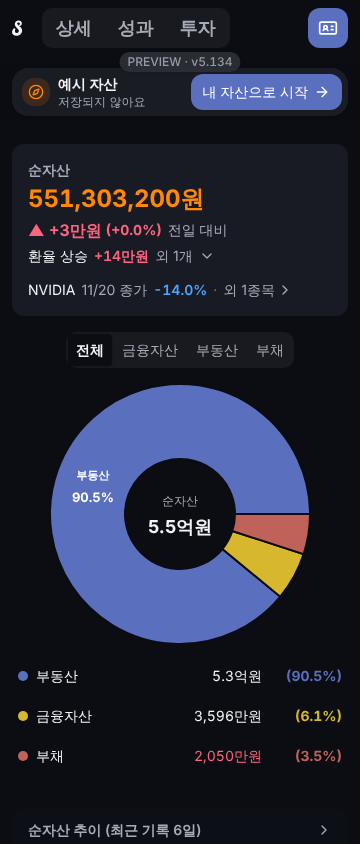 상세 성과 투자
PREVIEW · v5.134
예시 자산
저장되지 않아요
내 자산으로 시작 →
순자산
551,303,200원
▲ +3만원 (+0.0%) 전일 대비
환율 상승 +14만원 외 1개
NVIDIA 11/20 종가 -14.0% · 외 1종목
전체 금융자산 부동산 부채
부동산
90.5%
순자산
5.5억원
부동산 5.3억원 (90.5%)
금융자산 3,596만원 (6.1%)
부채 2,050만원 (3.5%)
순자산 추이 (최근 기록 6일)